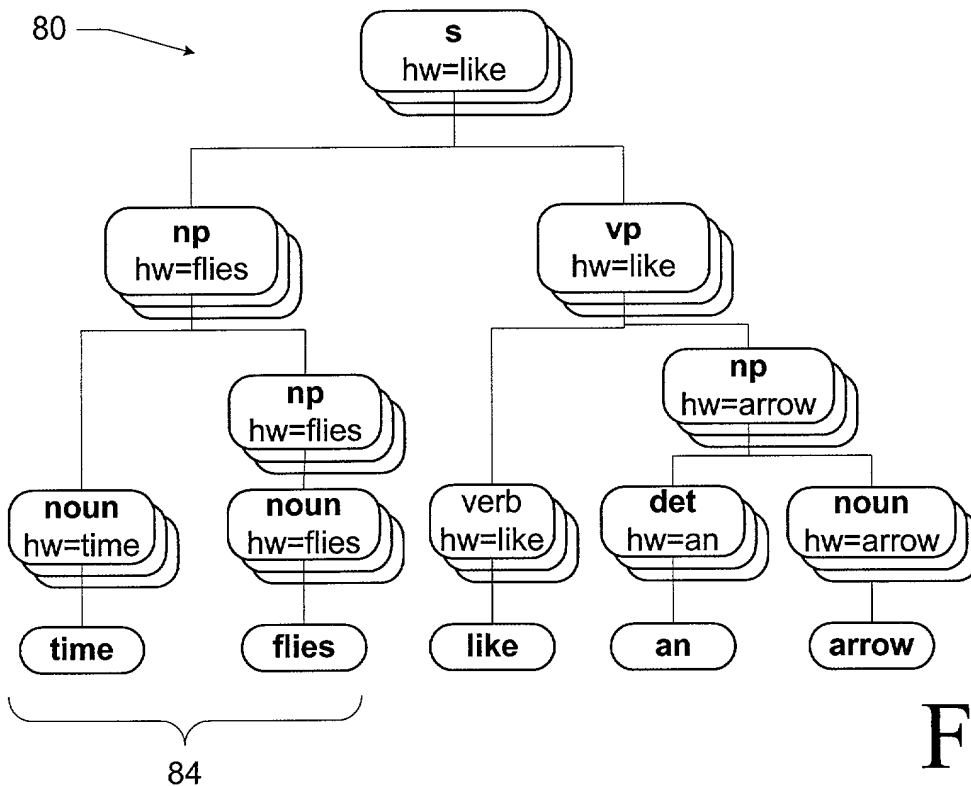 80
s
hw=like
np
hw=flies
vp
hw=like
np
hw=flies
np
hw=arrow
noun
hw=time
noun
hw=flies
verb
hw=like
det
hw=an
noun
hw=arrow
time
flies
like
an
arrow
84
F